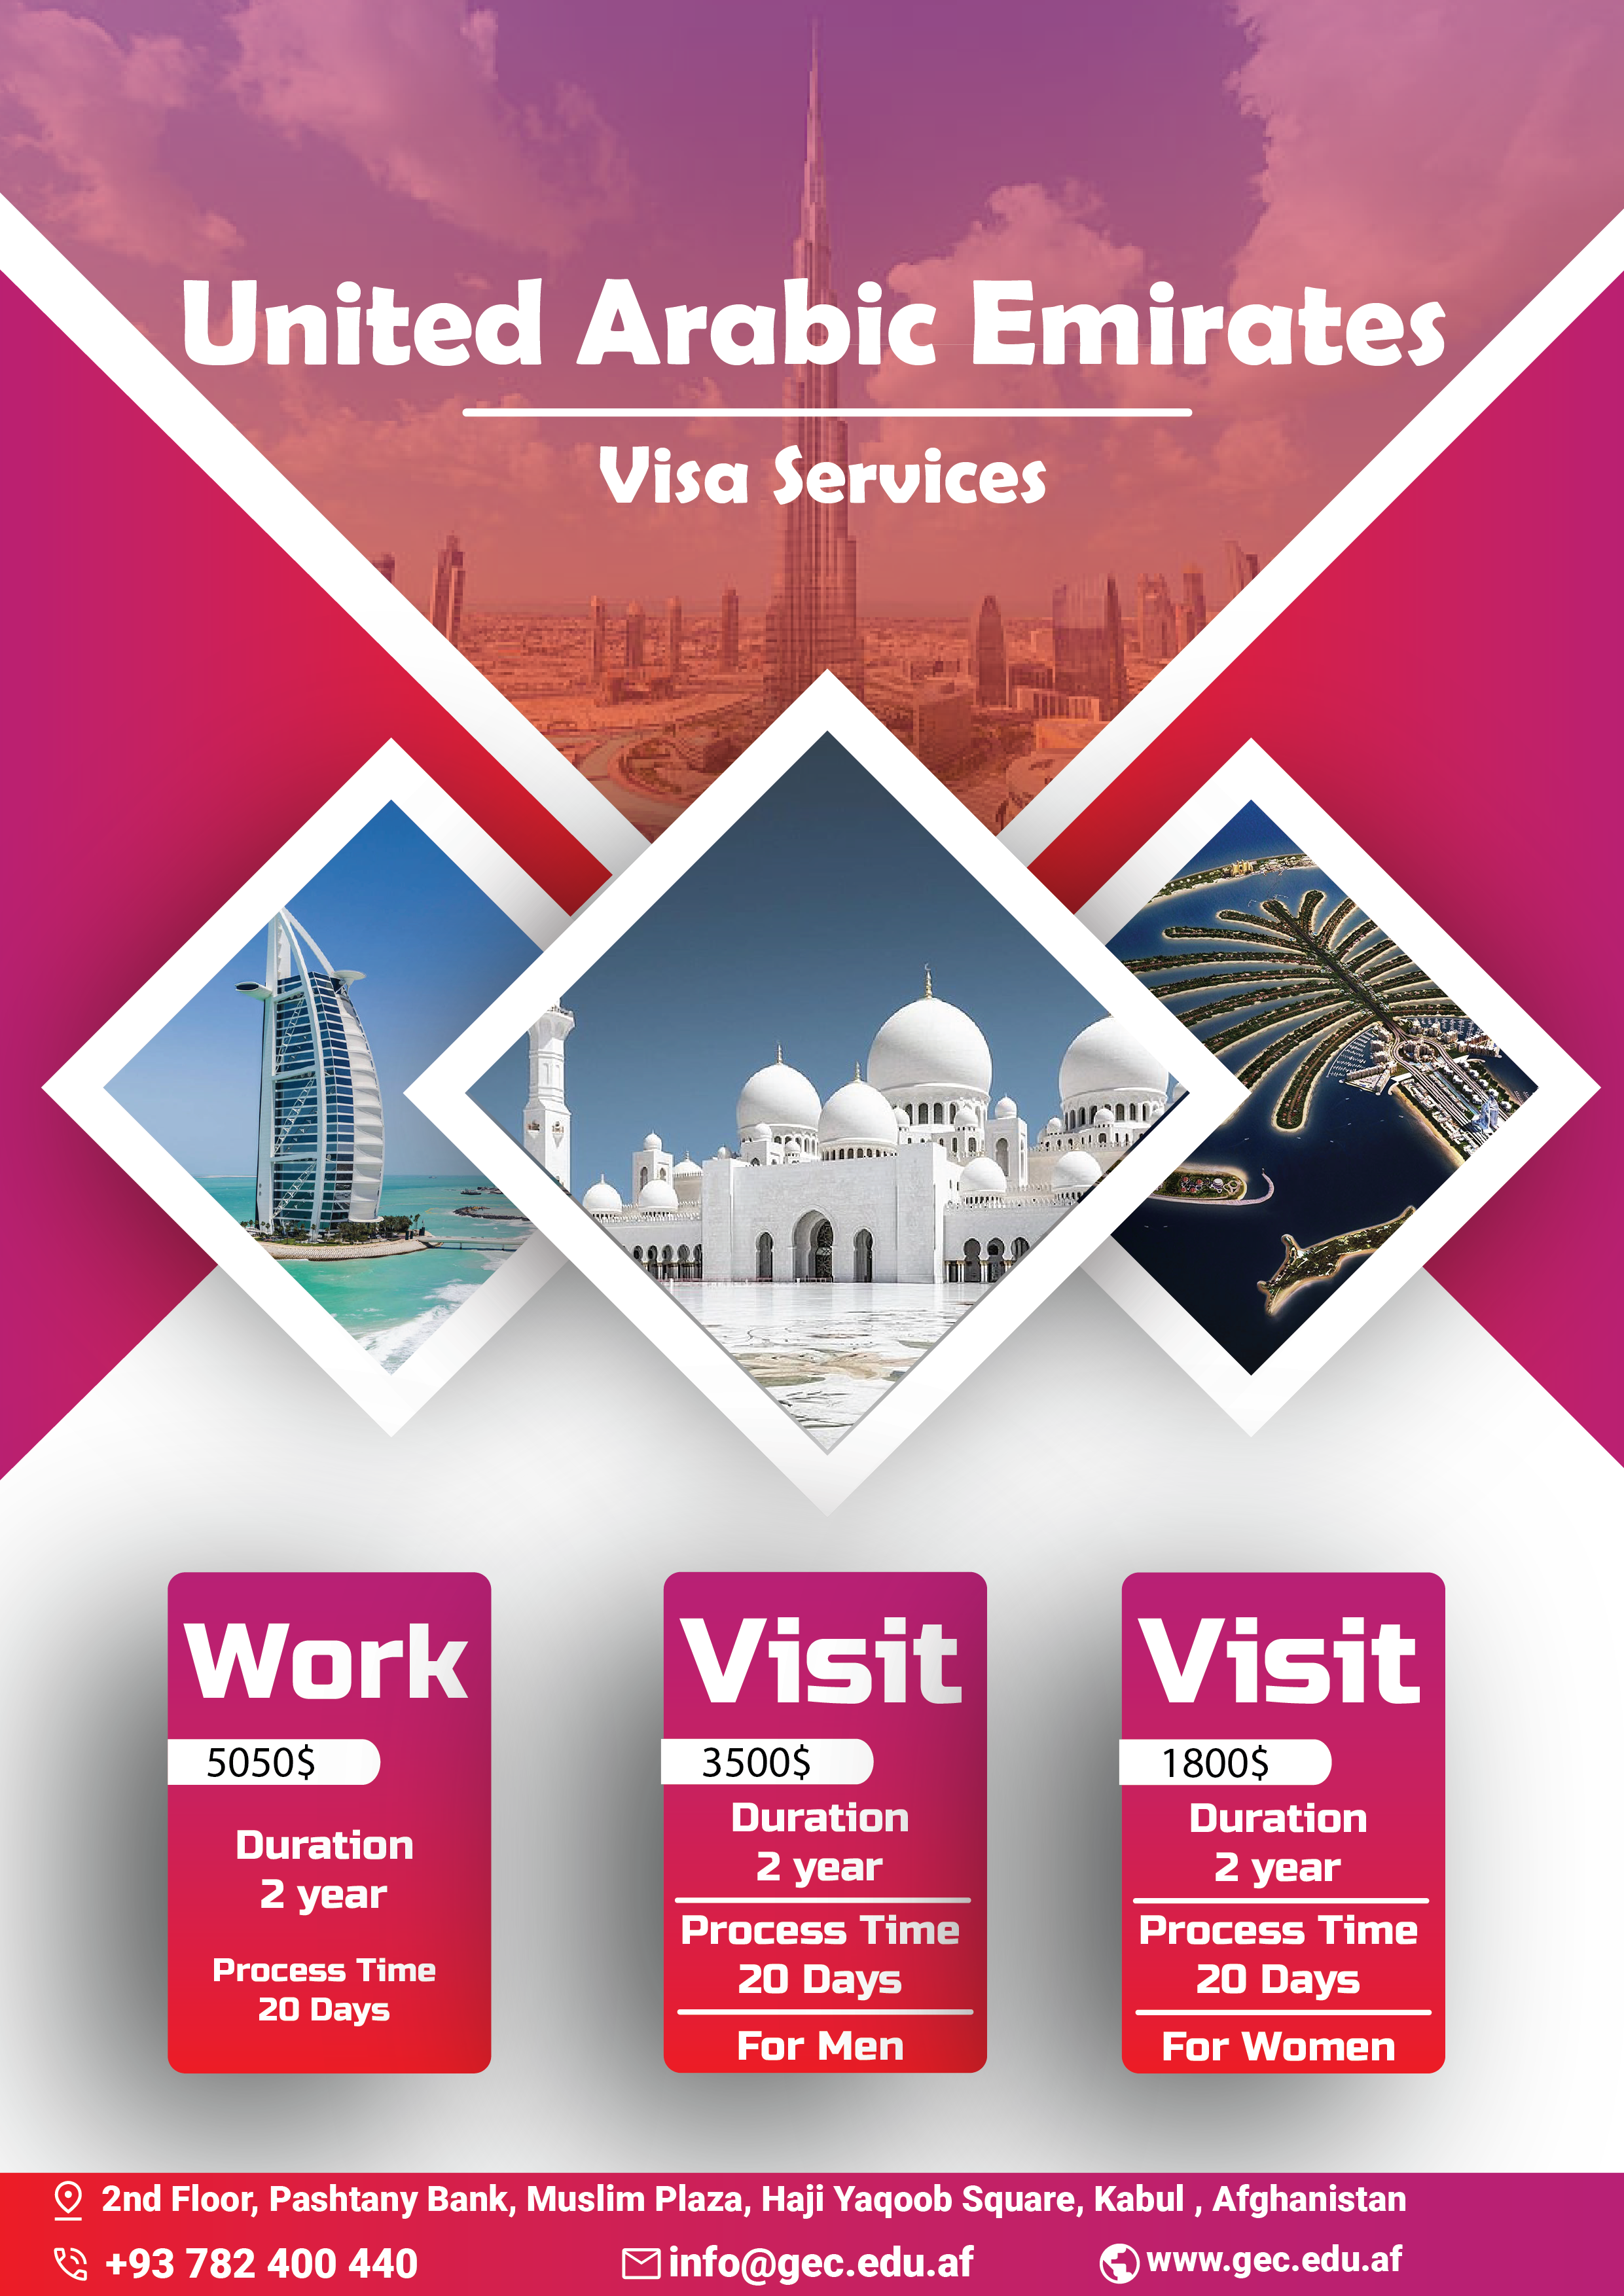 United Arabic Emirates
Visa Services
Work
5050$
Duration
2 year
Process Time
20 Days
Visit
3500$
Duration
2 year
Process Time
20 Days
For Men
Visit
1800$
Duration
2 year
Process Time
20 Days
For Women
2nd Floor, Pashtany Bank, Muslim Plaza, Haji Yaqoob Square, Kabul , Afghanistan
+93 782 400 440
info@gec.edu.af
www.gec.edu.af